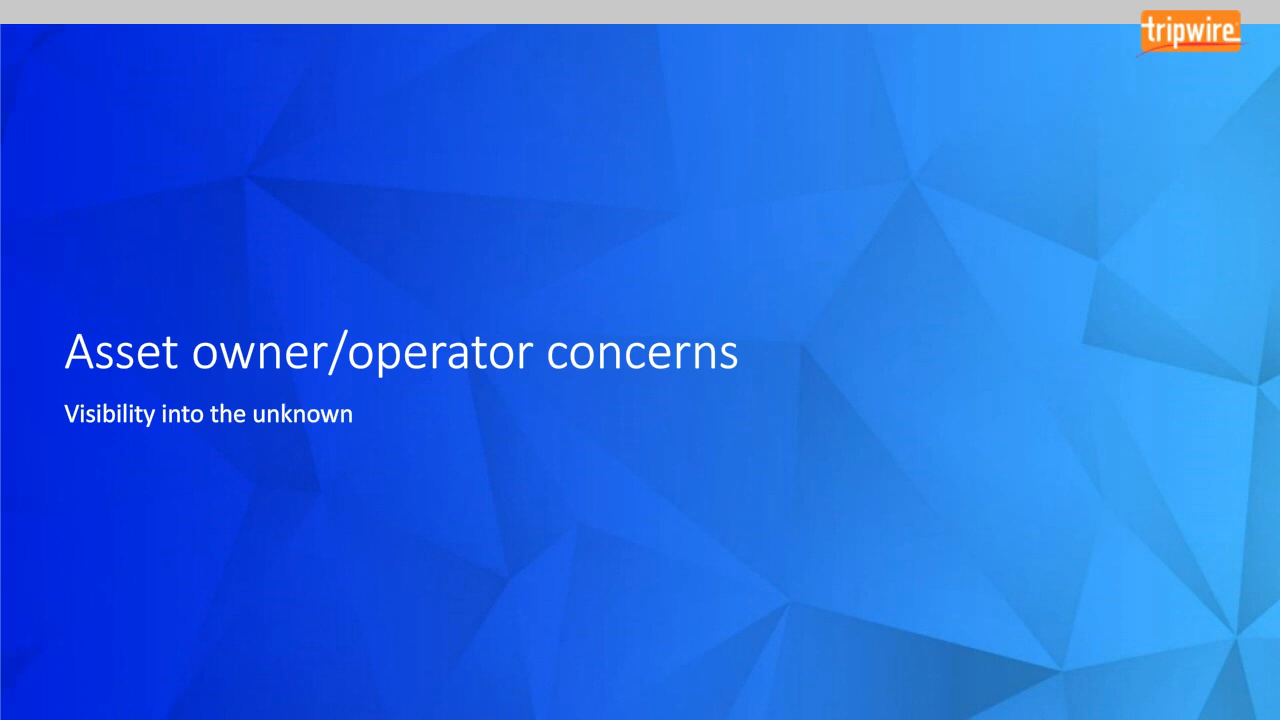 tripwire
Asset owner/operator concerns
Visibility into the unknown